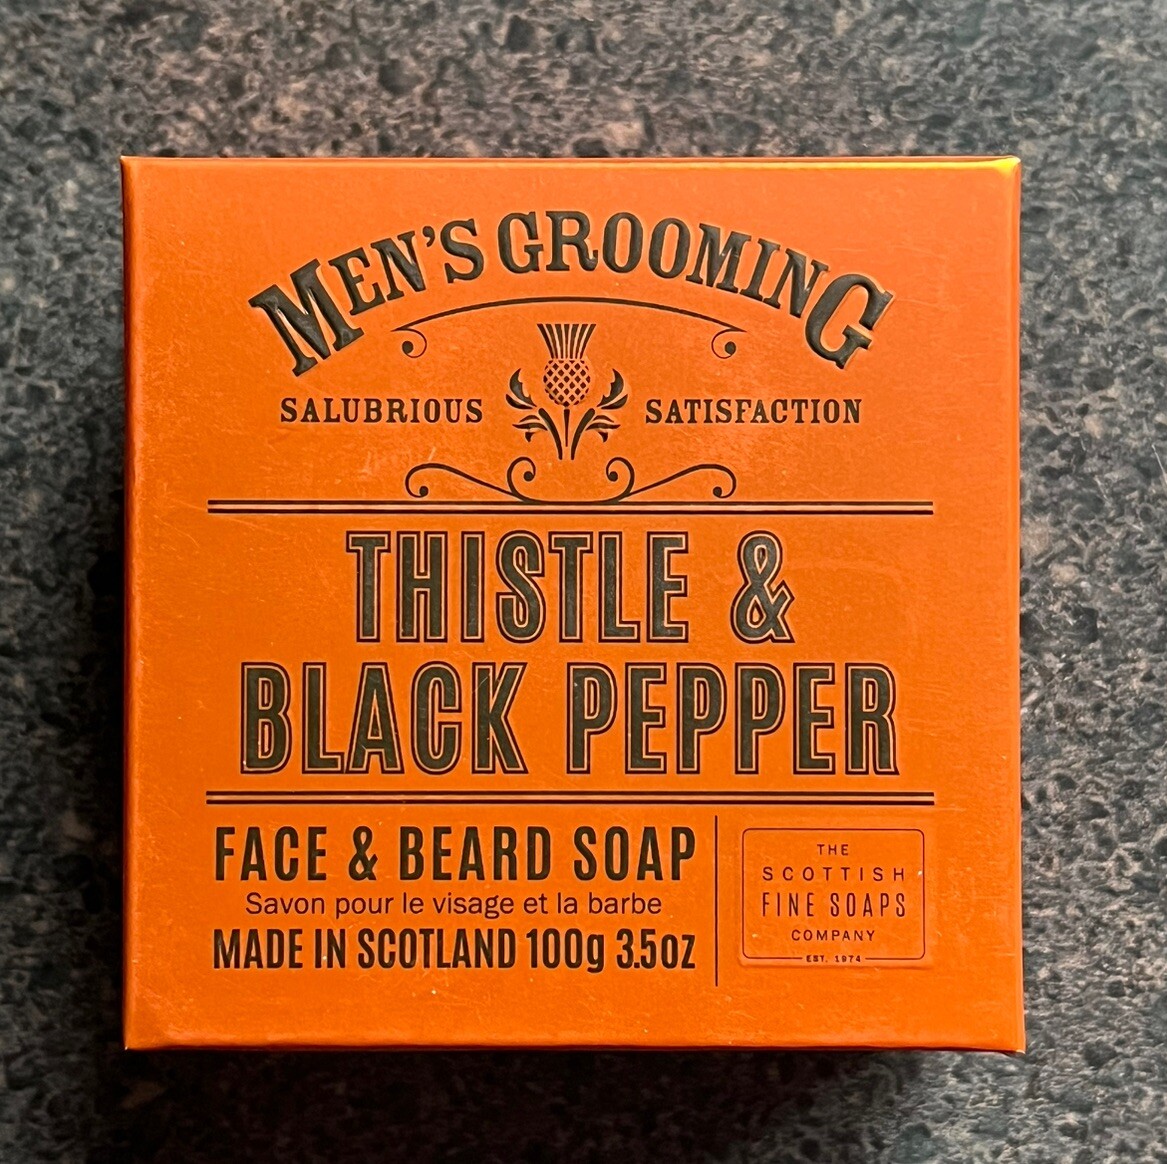 MEN'S GROOMING
SALUBRIOUS SATISFACTION
THISTLE &
BLACK PEPPER
FACE & BEARD SOAP
Savon pour le visage et la barbe
MADE IN SCOTLAND 100g 3.5oz
THE
SCOTTISH
FINE SOAPS
COMPANY
EST. 1974